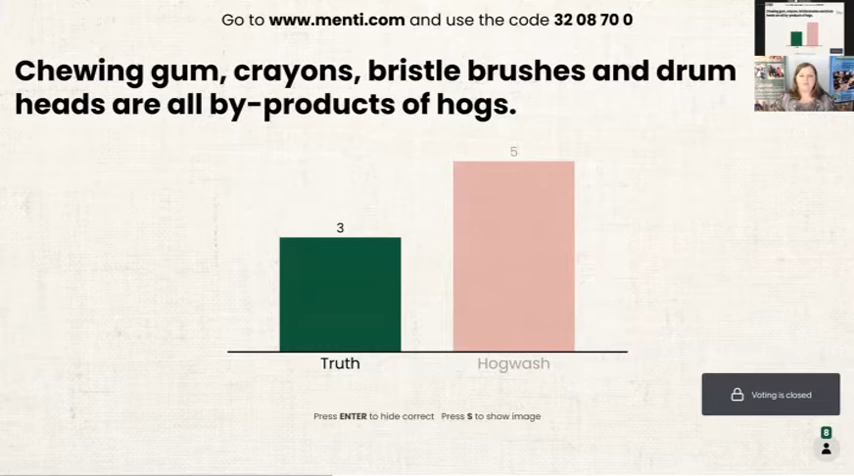 Go to www.menti.com and use the code 32 08 70 0
Chewing gum, crayons, bristle brushes and drum
heads are all by-products of hogs.
5
3
Truth
Hogwash
Voting is closed
Press ENTER to hide correct Press S to show image
8